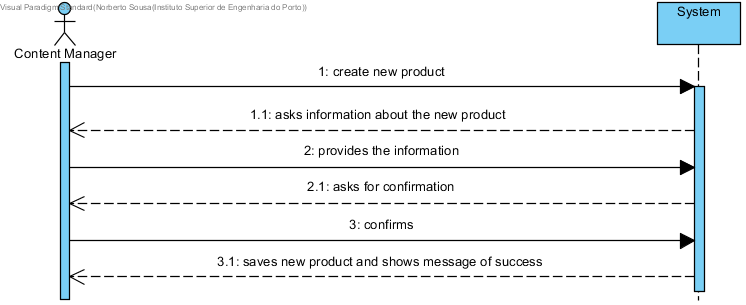 Visual Paradigm Standard(Norberto Sousa(Instituto Superior de Engenharia do Porto))
System
Content Manager
1: create new product
1.1: asks information about the new product
2: provides the information
2.1: asks for confirmation
3: confirms
3.1: saves new product and shows message of success